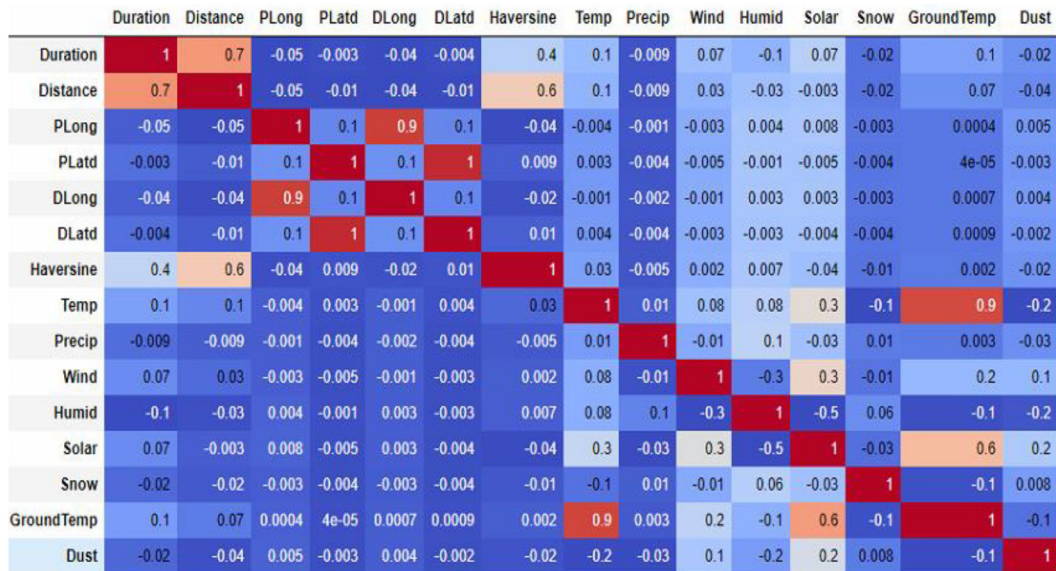 Duration Distance PLong PLatd DLong DLatd Haversine Temp Precip Wind Humid Solar Snow GroundTemp Dust
Duration 1 0.7 -0.05 -0.003 -0.04 -0.004 0.4 0.1 -0.009 0.07 -0.1 0.07 -0.02 0.1 -0.02
Distance 0.7 1 -0.05 -0.01 -0.04 -0.01 0.6 0.1 -0.009 0.03 -0.03 -0.003 -0.02 0.07 -0.04
PLong -0.05 -0.05 1 0.1 0.9 0.1 -0.04 -0.004 -0.001 -0.003 0.004 0.008 -0.003 0.0004 0.005
PLatd -0.003 -0.01 0.1 1 0.1 1 0.009 0.003 -0.004 -0.005 -0.001 -0.005 -0.004 4e-05 -0.003
DLong -0.04 -0.04 0.9 0.1 1 0.1 -0.02 -0.001 -0.002 -0.001 0.003 0.003 -0.003 0.0007 0.004
DLatd -0.004 -0.01 0.1 1 0.1 1 0.01 0.004 -0.004 -0.003 -0.003 -0.004 -0.004 0.0009 -0.002
Haversine 0.4 0.6 -0.04 0.009 -0.02 0.01 1 0.03 -0.005 0.002 0.007 -0.04 -0.01 0.002 -0.02
Temp 0.1 0.1 -0.004 0.003 -0.001 0.004 0.03 1 0.01 0.08 0.08 0.3 -0.1 0.9 -0.2
Precip -0.009 -0.009 -0.001 -0.004 -0.002 -0.004 -0.005 0.01 1 -0.01 0.1 -0.03 0.01 0.003 -0.03
Wind 0.07 0.03 -0.003 -0.005 -0.001 -0.003 0.002 0.08 -0.01 1 -0.3 0.3 -0.01 0.2 0.1
Humid -0.1 -0.03 0.004 -0.001 0.003 -0.003 0.007 0.08 0.1 -0.3 1 -0.5 0.06 -0.1 -0.2
Solar 0.07 -0.003 0.008 -0.005 0.003 -0.004 -0.04 0.3 -0.03 0.3 -0.5 1 -0.03 0.6 0.2
Snow -0.02 -0.02 -0.003 -0.004 -0.003 -0.004 -0.01 -0.1 0.01 -0.01 0.06 -0.03 1 -0.1 0.008
GroundTemp 0.1 0.07 0.0004 4e-05 0.0007 0.0009 0.002 0.9 0.003 0.2 -0.1 0.6 -0.1 1 -0.1
Dust -0.02 -0.04 0.005 -0.003 0.004 -0.002 -0.02 -0.2 -0.03 0.1 -0.2 0.2 0.008 -0.1 1